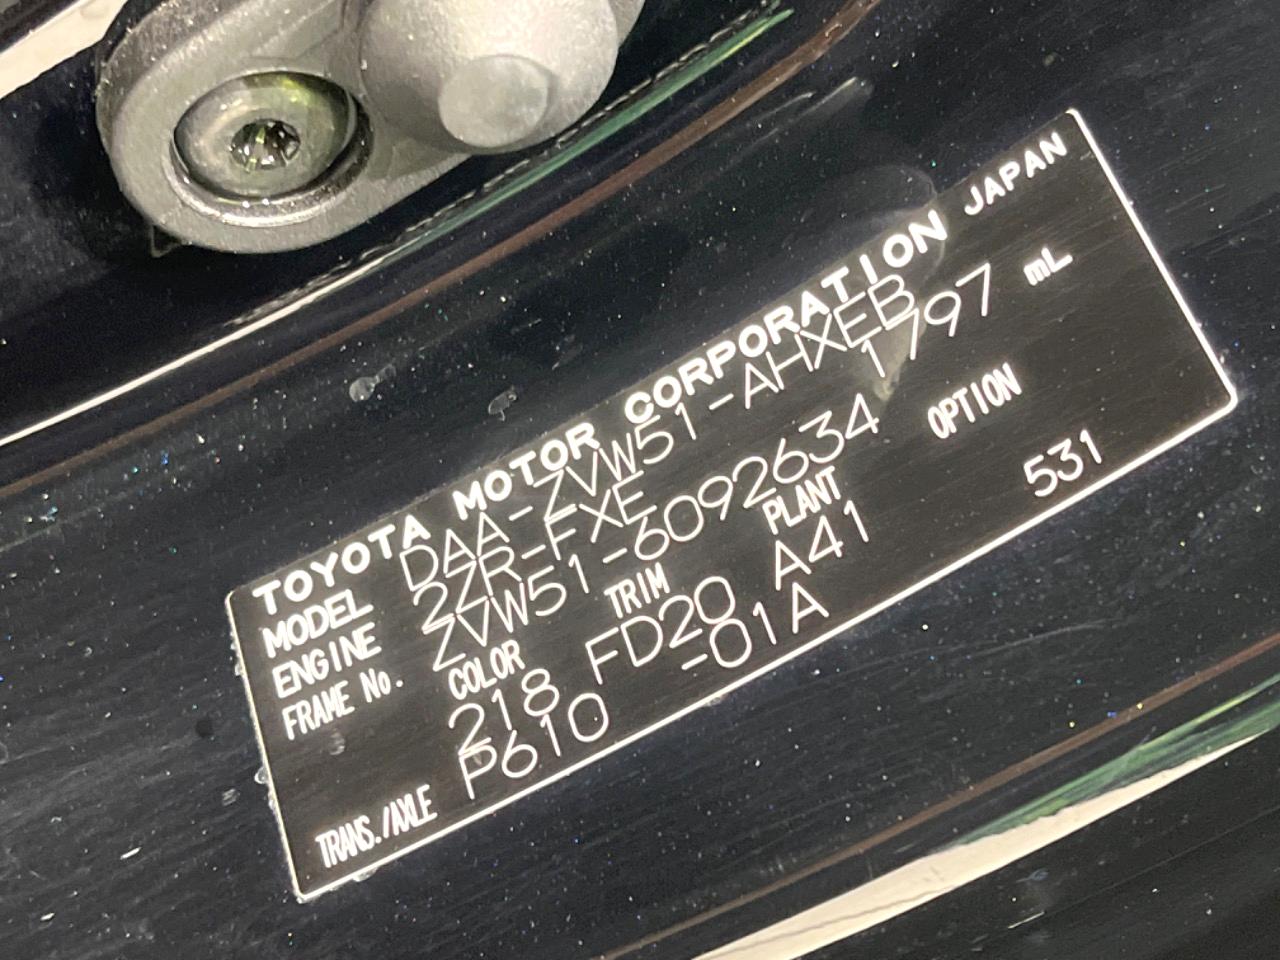 TOYOTA MOTOR CORPORATION JAPAN
MODEL DAA-ZVW51-AHXEB
ENGINE 2ZR-FXE 1797 mL
FRAME No. ZVW51-6092634
COLOR TRIM PLANT OPTION
218 FD20 A41 531
TRANS./AXLE P610 -01A